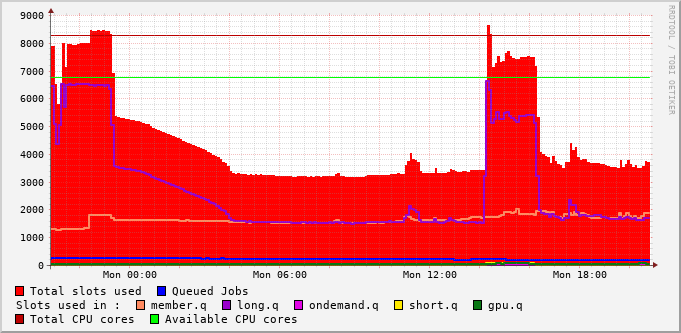 9000
8000
7000
6000
5000
4000
3000
2000
1000
0
Mon 00:00 Mon 06:00 Mon 12:00 Mon 18:00
RRDTOOL / TOBI OETIKER
Total slots used Queued Jobs
Slots used in : member.q long.q ondemand.q short.q gpu.q
Total CPU cores Available CPU cores